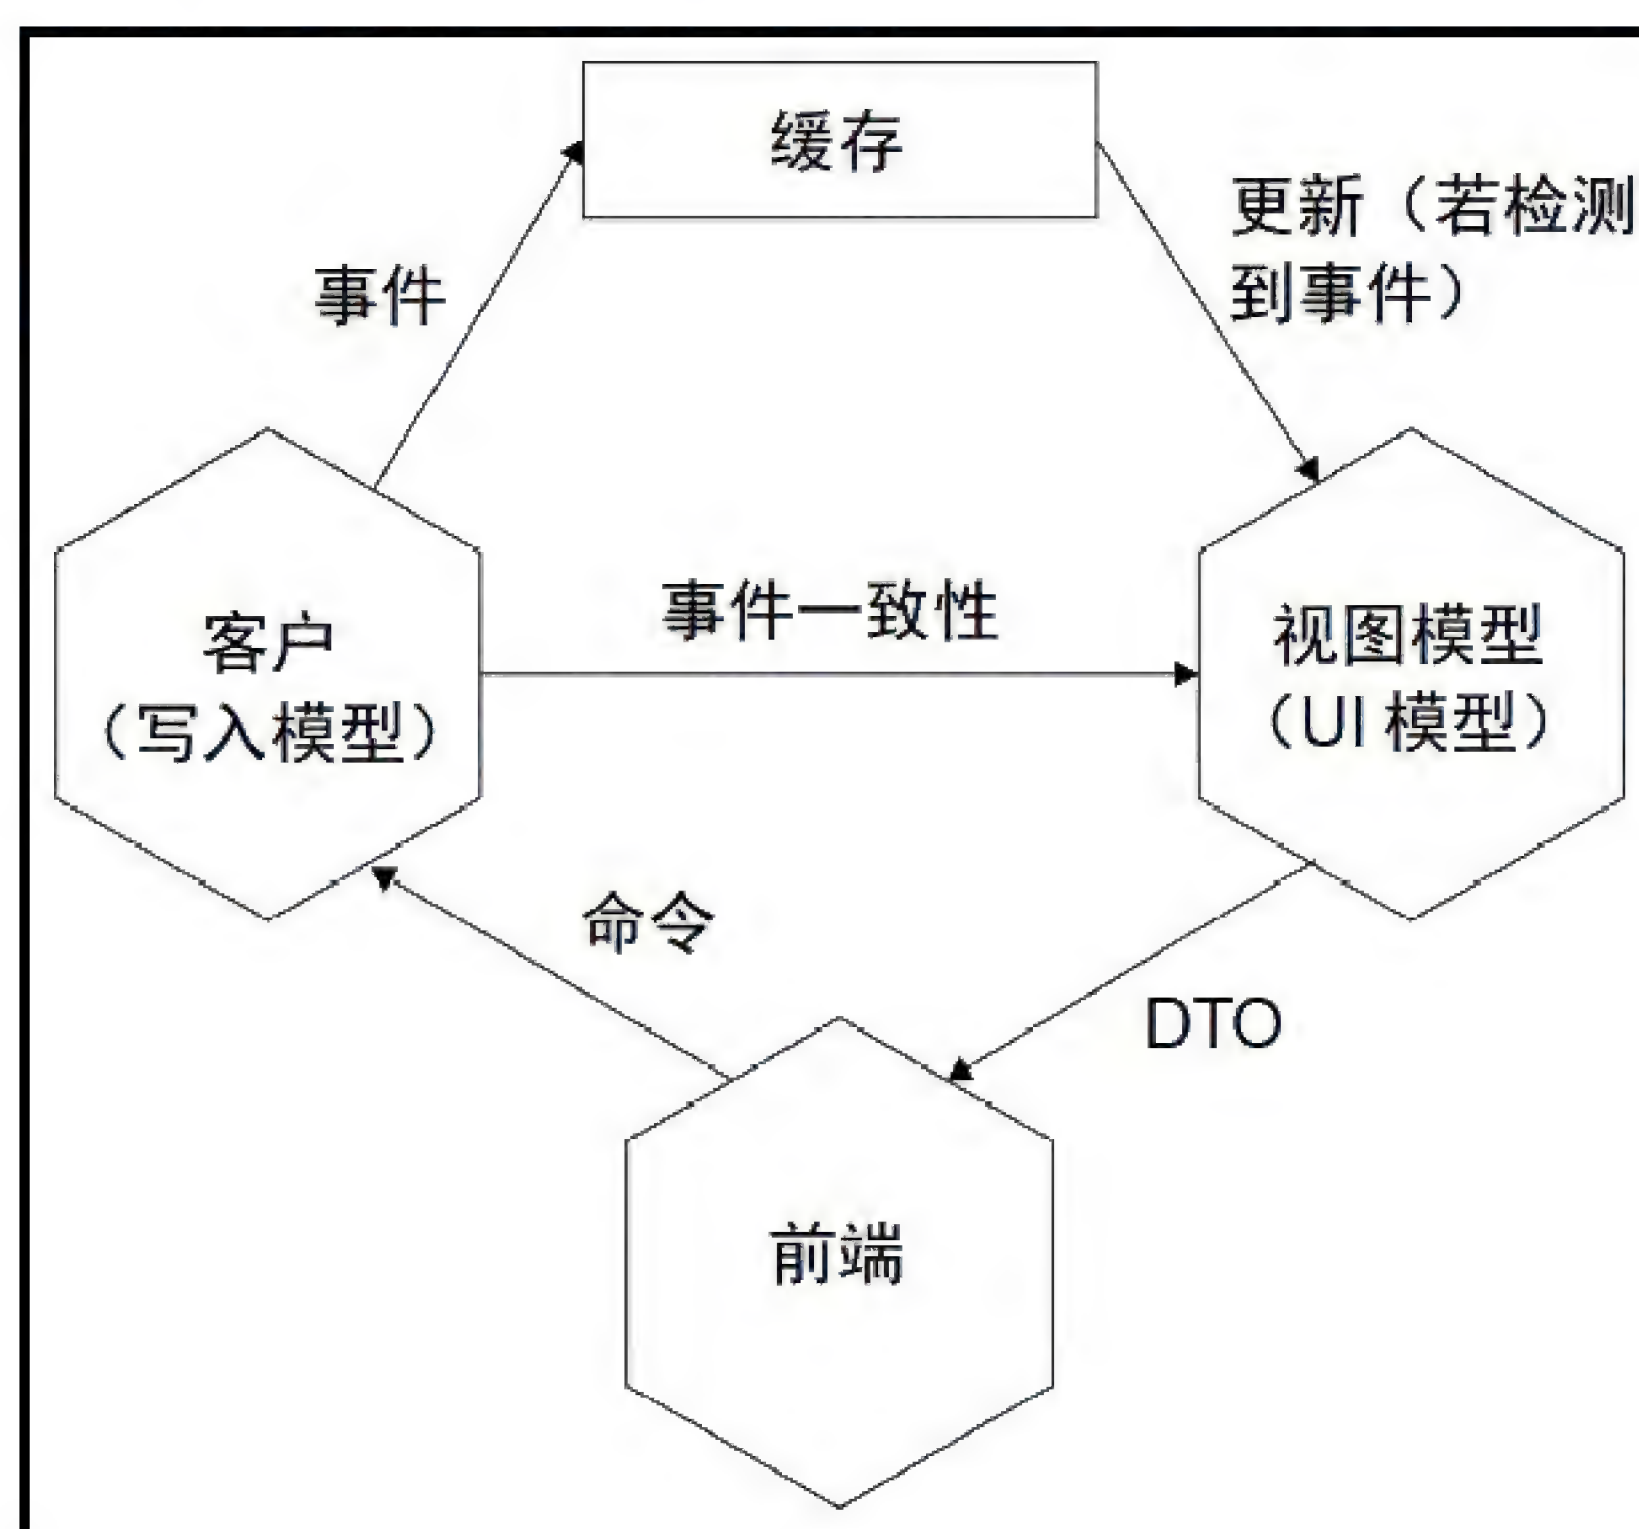 缓存
更新（若检测
到事件）
事件
事件一致性
客户
（写入模型）
视图模型
（UI 模型）
命令
DTO
前端